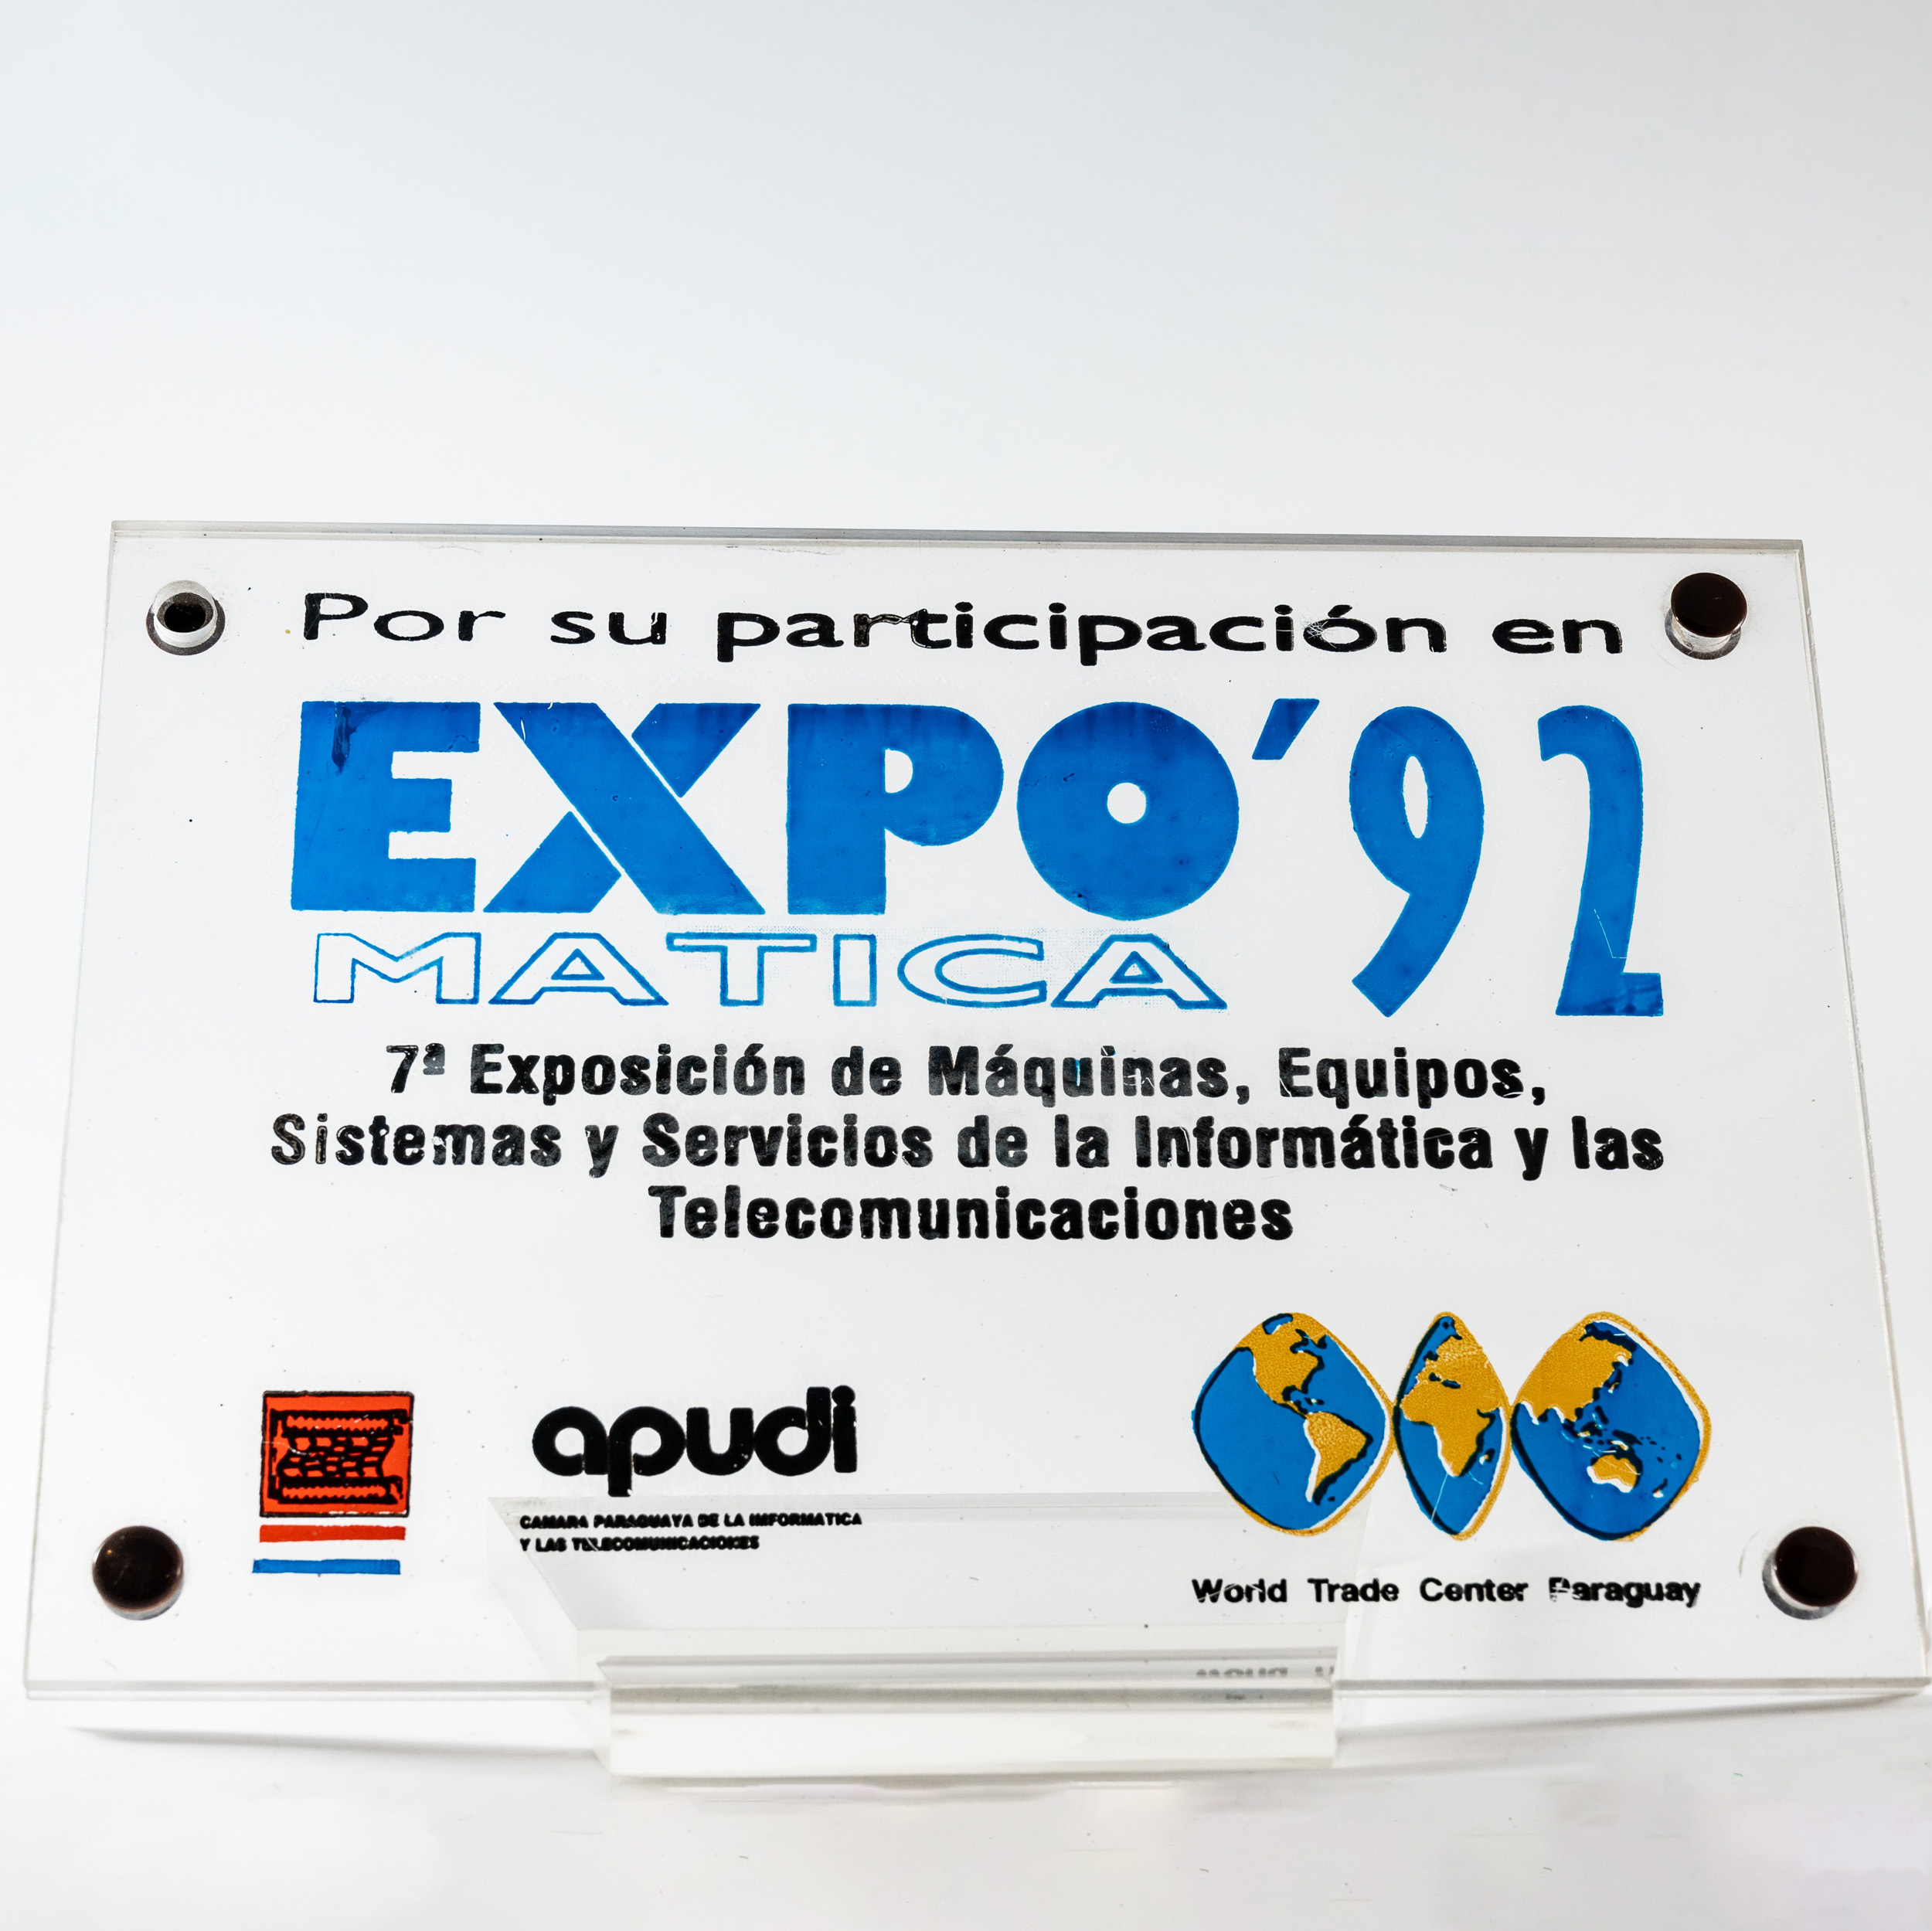 Por su participación en
EXPO'92
MATICA
7ª Exposición de Máquinas, Equipos,
Sistemas y Servicios de la Informática y las
Telecomunicaciones
apudi
CAMARA PARAGUAYA DE LA IMFORMATICA
Y LAS TELECOMUNICACIONES
World Trade Center Paraguay